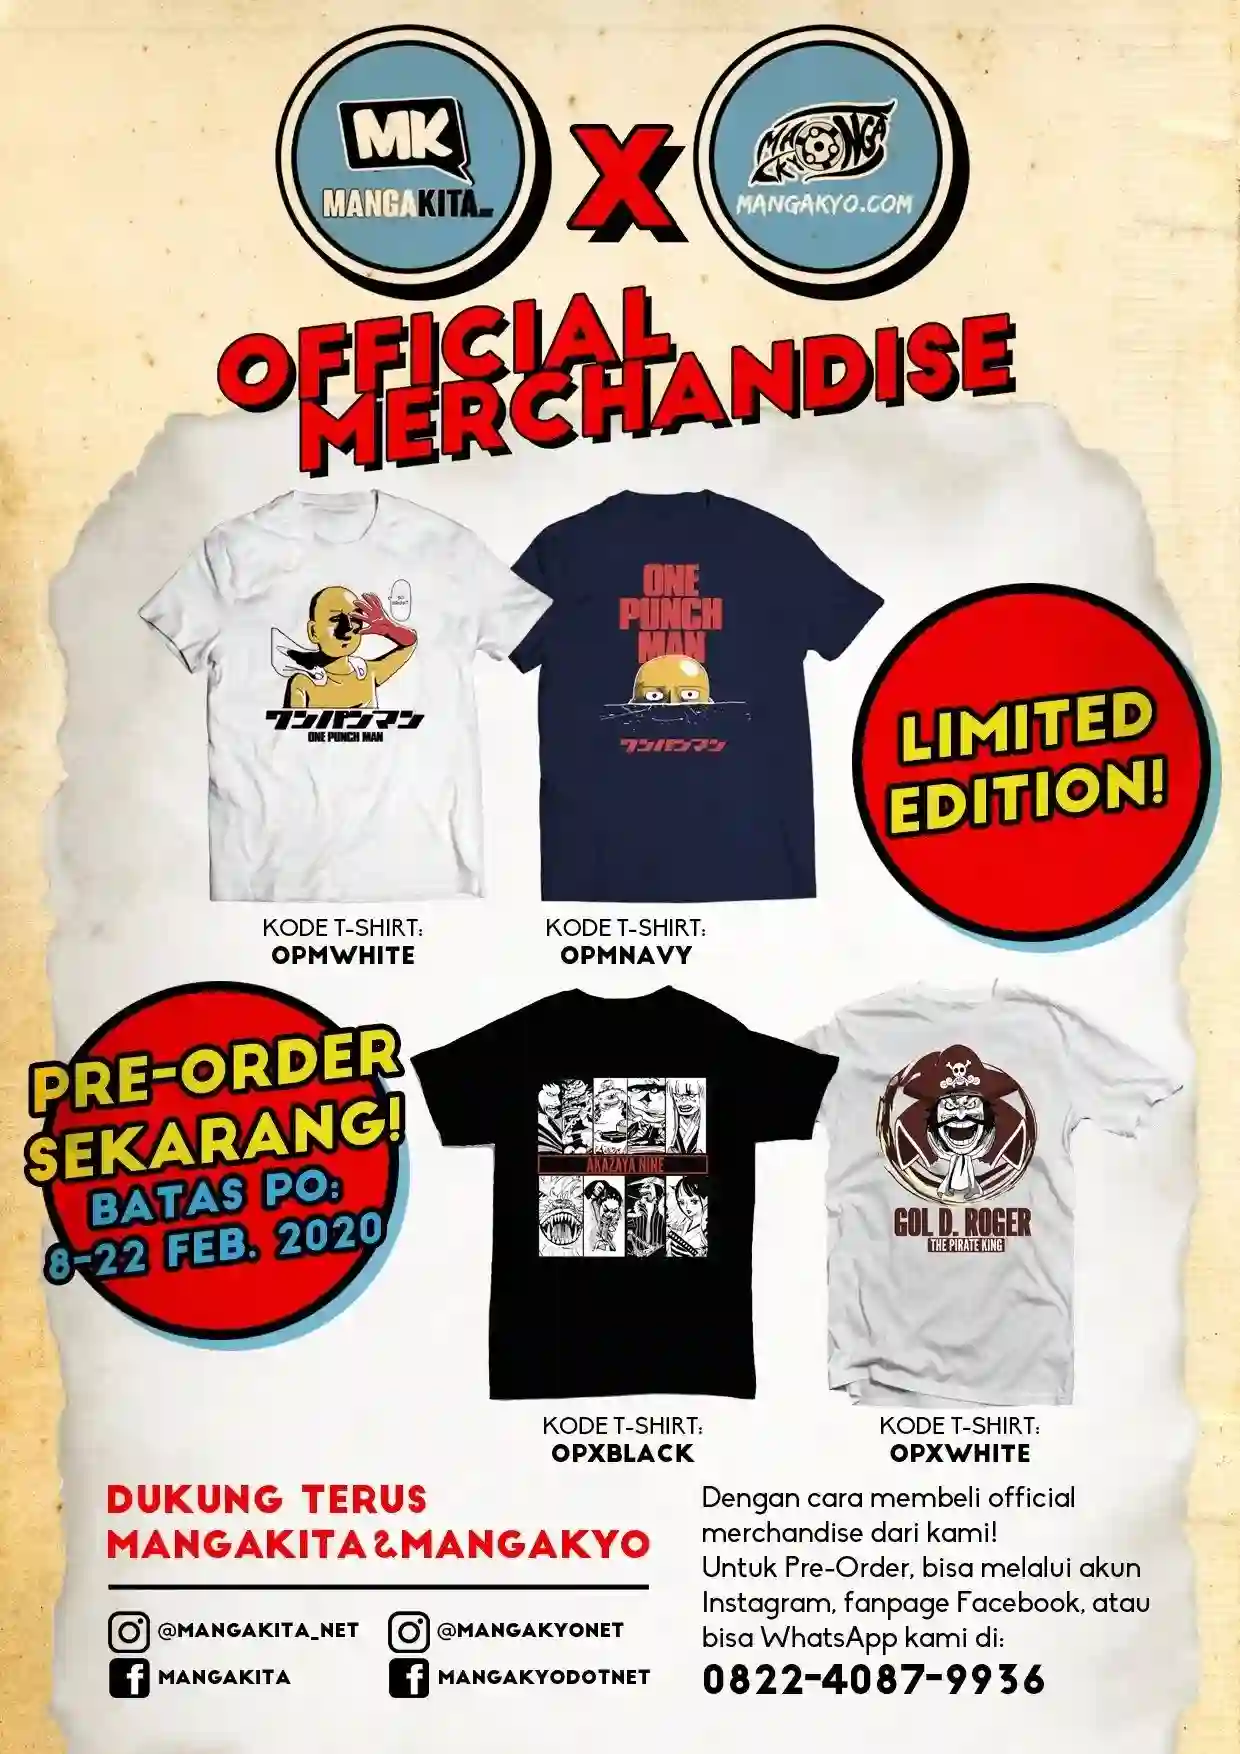 MK
MANGAKITA_
X
MANGAKYO
MANGAKYO.COM
OFFICIAL
MERCHANDISE
ワンパンマン
ONE PUNCH MAN
ONE
PUNCH
MAN
ワンパンマン
LIMITED
EDITION!
KODE T-SHIRT:
OPMWHITE
KODE T-SHIRT:
OPMNAVY
PRE-ORDER
SEKARANG!
BATAS PO:
8-22 FEB. 2020
AKAZAYA NINE
GOL D. ROGER
THE PIRATE KING
KODE T-SHIRT:
OPXBLACK
KODE T-SHIRT:
OPXWHITE
DUKUNG TERUS
MANGAKITA&MANGAKYO
@MANGAKITA_NET
@MANGAKYONET
MANGAKITA
MANGAKYODOTNET
Dengan cara membeli official
merchandise dari kami!
Untuk Pre-Order, bisa melalui akun
Instagram, fanpage Facebook, atau
bisa WhatsApp kami di:
0822-4087-9936